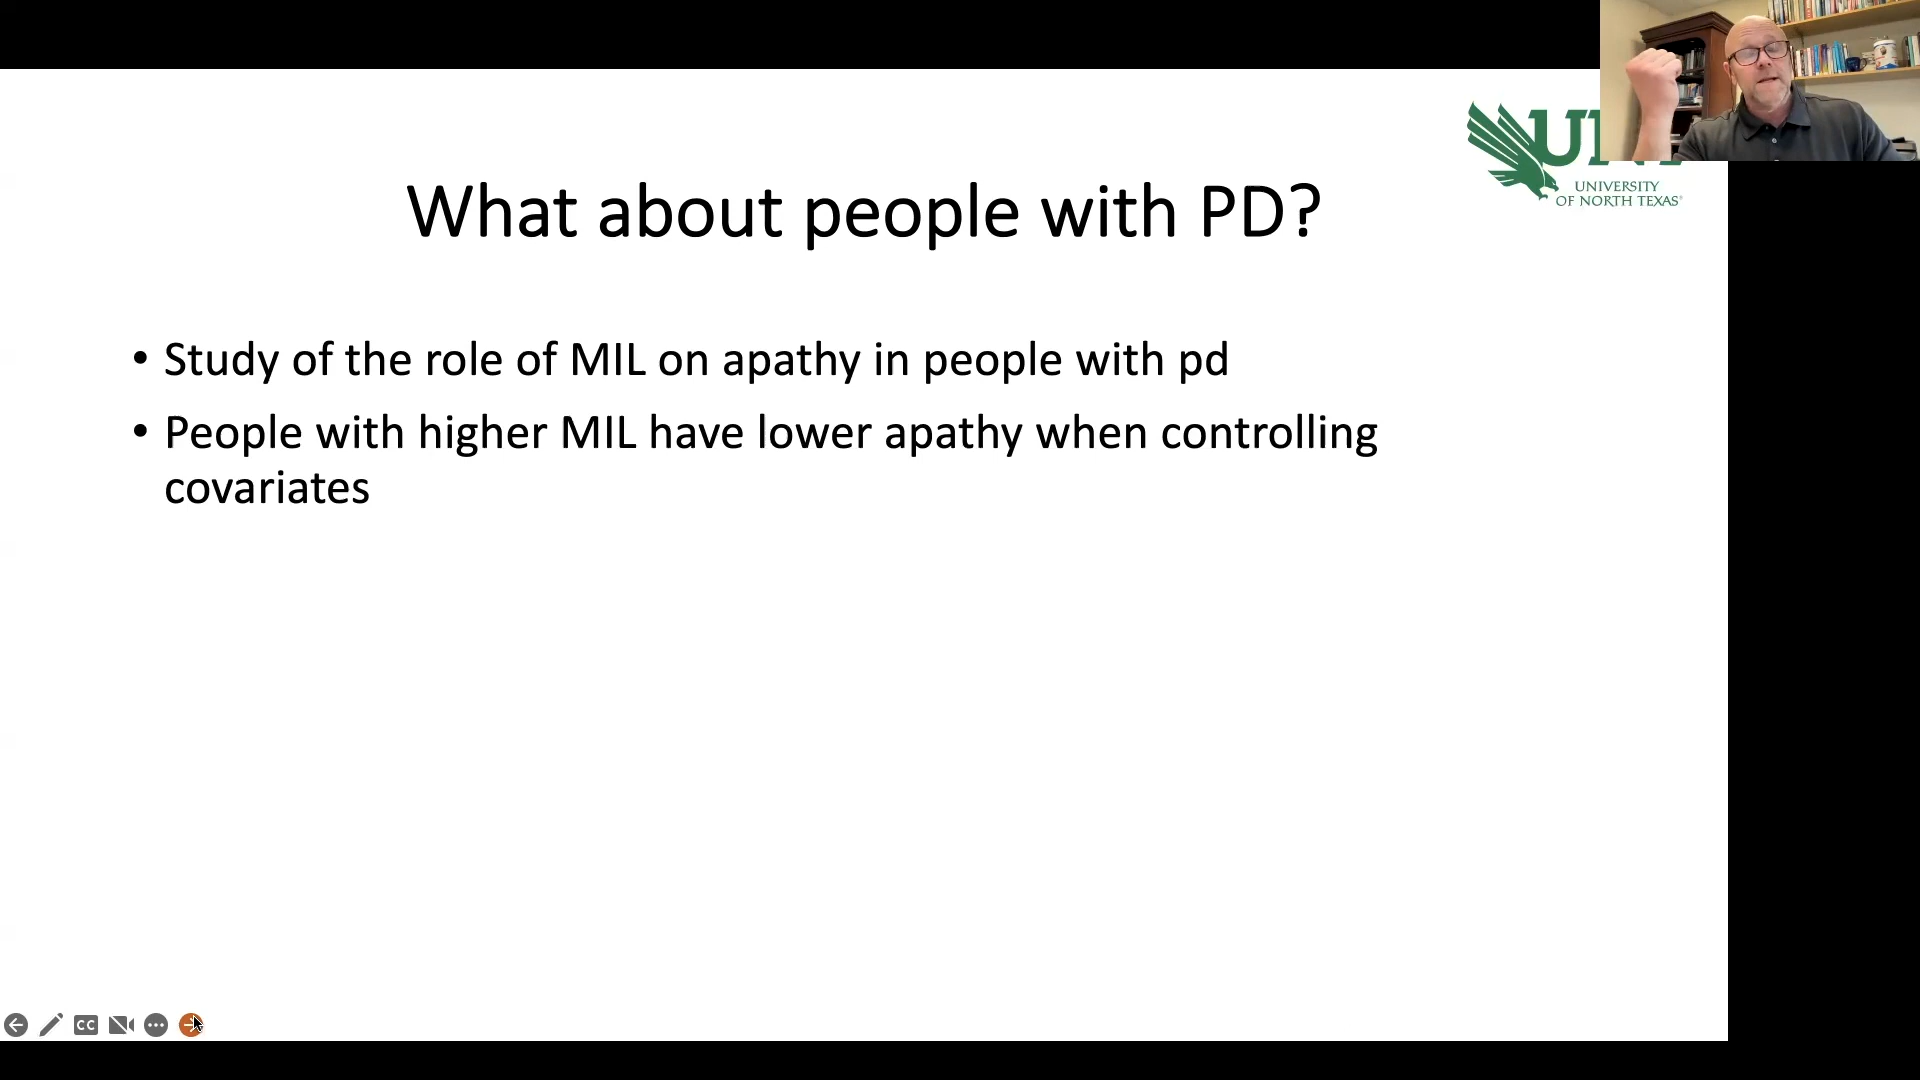 What about people with PD?
UNIVERSITY
OF NORTH TEXAS
• Study of the role of MIL on apathy in people with pd
• People with higher MIL have lower apathy when controlling
covariates
CC